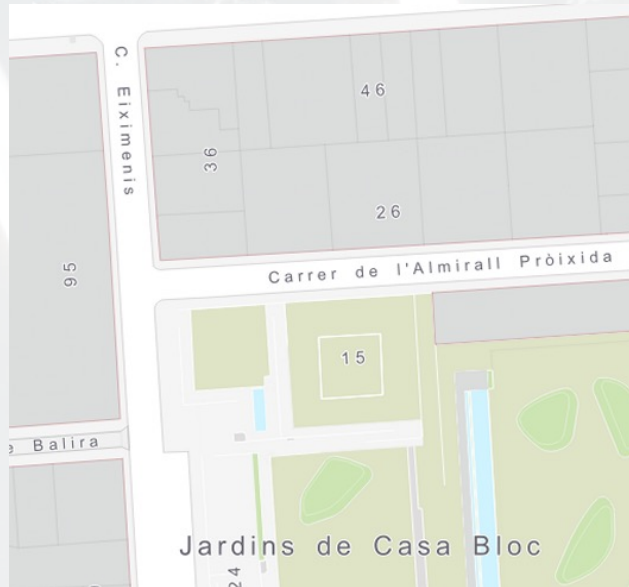 C. Eiximenis
46
36
26
95
Carrer de l'Almirall Pròixida
15
Balira
Jardins de Casa Bloc
24